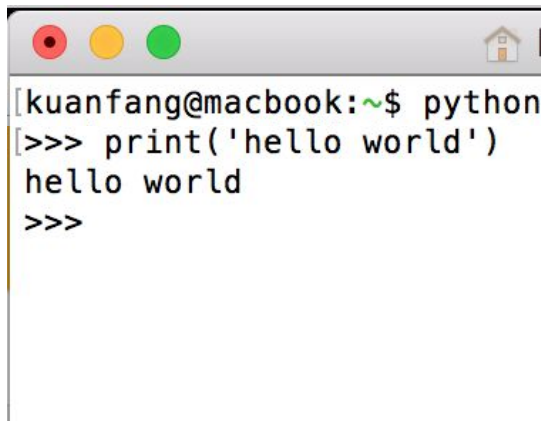 kuanfang@macbook:~$ python
>>> print('hello world')
hello world
>>>